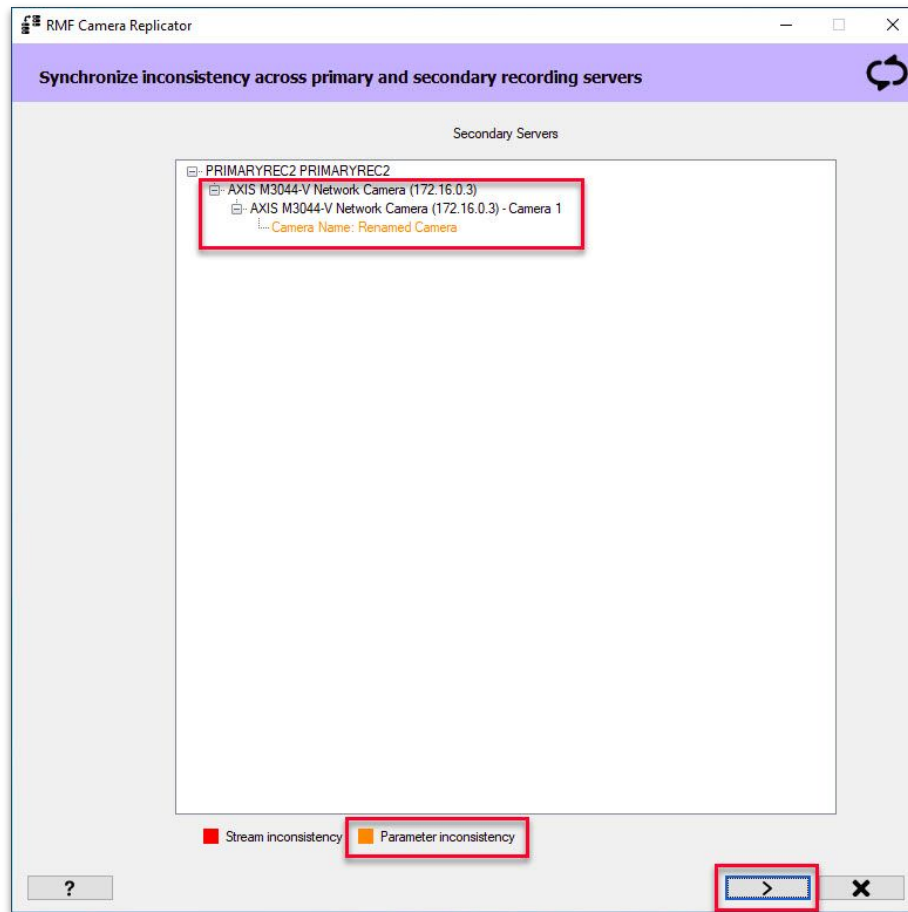 RMF Camera Replicator
Synchronize inconsistency across primary and secondary recording servers
Secondary Servers
PRIMARYREC2 PRIMARYREC2
AXIS M3044-V Network Camera (172.16.0.3)
AXIS M3044-V Network Camera (172.16.0.3) - Camera 1
Camera Name: Renamed Camera
Stream inconsistency Parameter inconsistency
? >